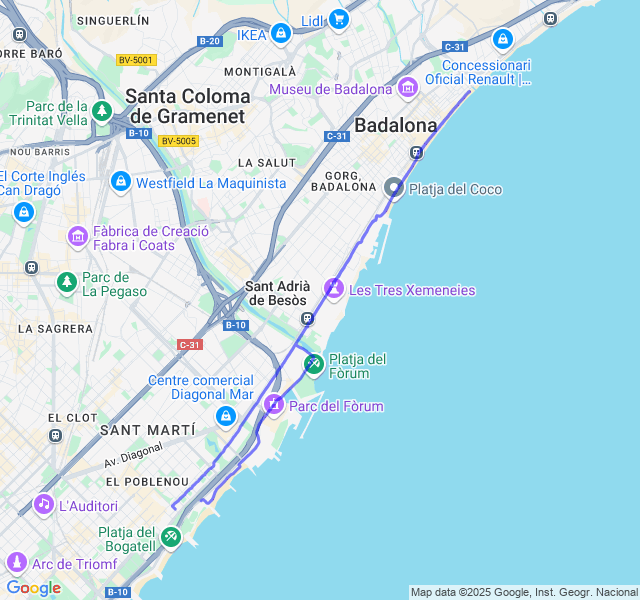 SINGUERLÍN
Lidl
IKEA
B-20
C-31
ORRE BARÓ
BV-5001
Concessionari
Oficial Renault |...
MONTIGALÀ
Museu de Badalona
Santa Coloma
de Gramenet
Parc de la
Trinitat Vella
Badalona
B-10
C-31
BV-5005
NOU BARRIS
LA SALUT
El Corte Inglés
Can Dragó
Westfield La Maquinista
GORG,
BADALONA
Platja del Coco
Fàbrica de Creació
Fabra i Coats
Parc de
La Pegaso
Sant Adrià
de Besòs
Les Tres Xemeneies
LA SAGRERA
B-10
C-31
Platja del
Fòrum
Centre comercial
Diagonal Mar
Parc del Fòrum
EL CLOT
SANT MARTÍ
Av. Diagonal
EL POBLENOU
L'Auditori
Platja del
Bogatell
Arc de Triomf
Google
B-10
Map data ©2025 Google, Inst. Geogr. Nacional